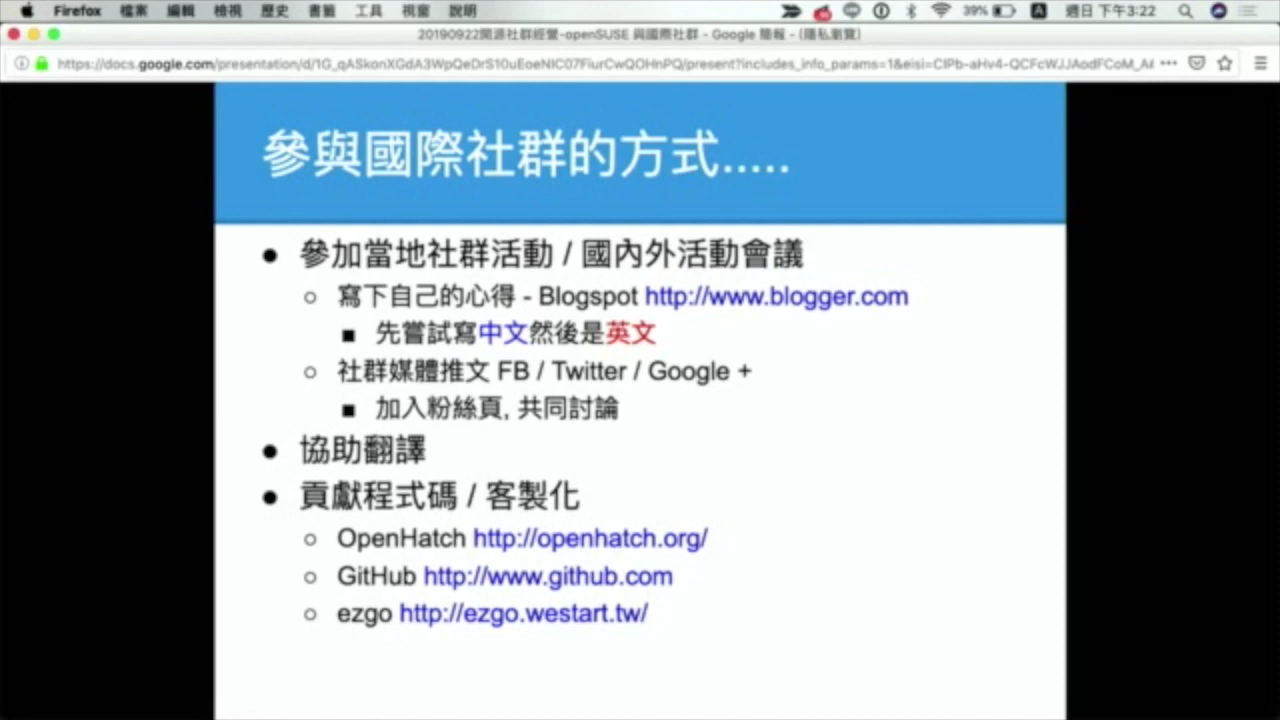 Firefox 檔案 編輯 檢視 歷史 書籤 工具 視窗 說明 39% A 週日 下午3:22
20190922開源社群經營-openSUSE 與國際社群 - Google 簡報 - (隱私瀏覽)
參與國際社群的方式.....
● 參加當地社群活動 / 國內外活動會議
○ 寫下自己的心得 - Blogspot http://www.blogger.com
■ 先嘗試寫中文然後是英文
○ 社群媒體推文 FB / Twitter / Google +
■ 加入粉絲頁, 共同討論
● 協助翻譯
● 貢獻程式碼 / 客製化
○ OpenHatch http://openhatch.org/
○ GitHub http://www.github.com
○ ezgo http://ezgo.westart.tw/